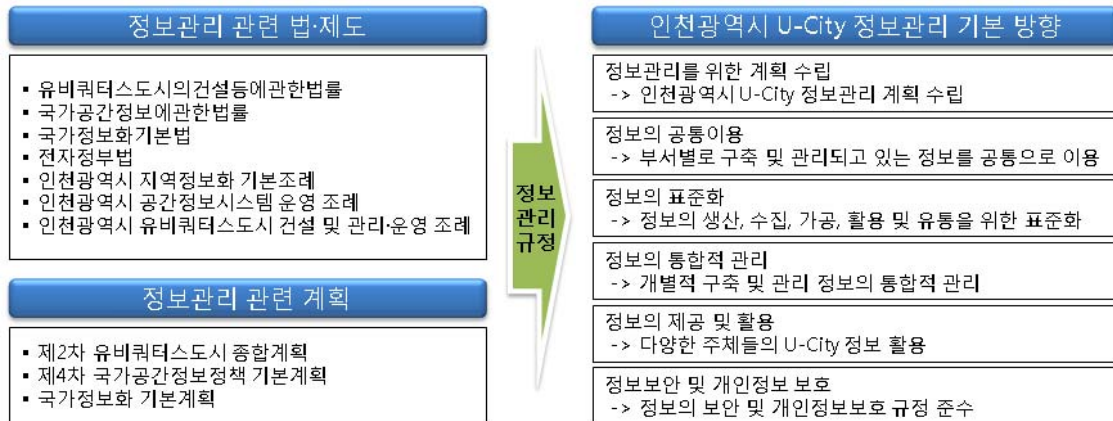 정보관리 관련 법·제도
▪ 유비쿼터스도시의건설등에관한법률
▪ 국가공간정보에관한법률
▪ 국가정보화기본법
▪ 전자정부법
▪ 인천광역시 지역정보화 기본조례
▪ 인천광역시 공간정보시스템 운영 조례
▪ 인천광역시 유비쿼터스도시 건설 및 관리·운영 조례
정보관리 관련 계획
▪ 제2차 유비쿼터스도시 종합계획
▪ 제4차 국가공간정보정책 기본계획
▪ 국가정보화 기본계획
정보
관리
규정
인천광역시 U-City 정보관리 기본 방향
정보관리를 위한 계획 수립
-> 인천광역시 U-City 정보관리 계획 수립
정보의 공통이용
-> 부서별로 구축 및 관리되고 있는 정보를 공통으로 이용
정보의 표준화
-> 정보의 생산, 수집, 가공, 활용 및 유통을 위한 표준화
정보의 통합적 관리
-> 개별적 구축 및 관리 정보의 통합적 관리
정보의 제공 및 활용
-> 다양한 주체들의 U-City 정보 활용
정보보안 및 개인정보 보호
-> 정보의 보안 및 개인정보보호 규정 준수